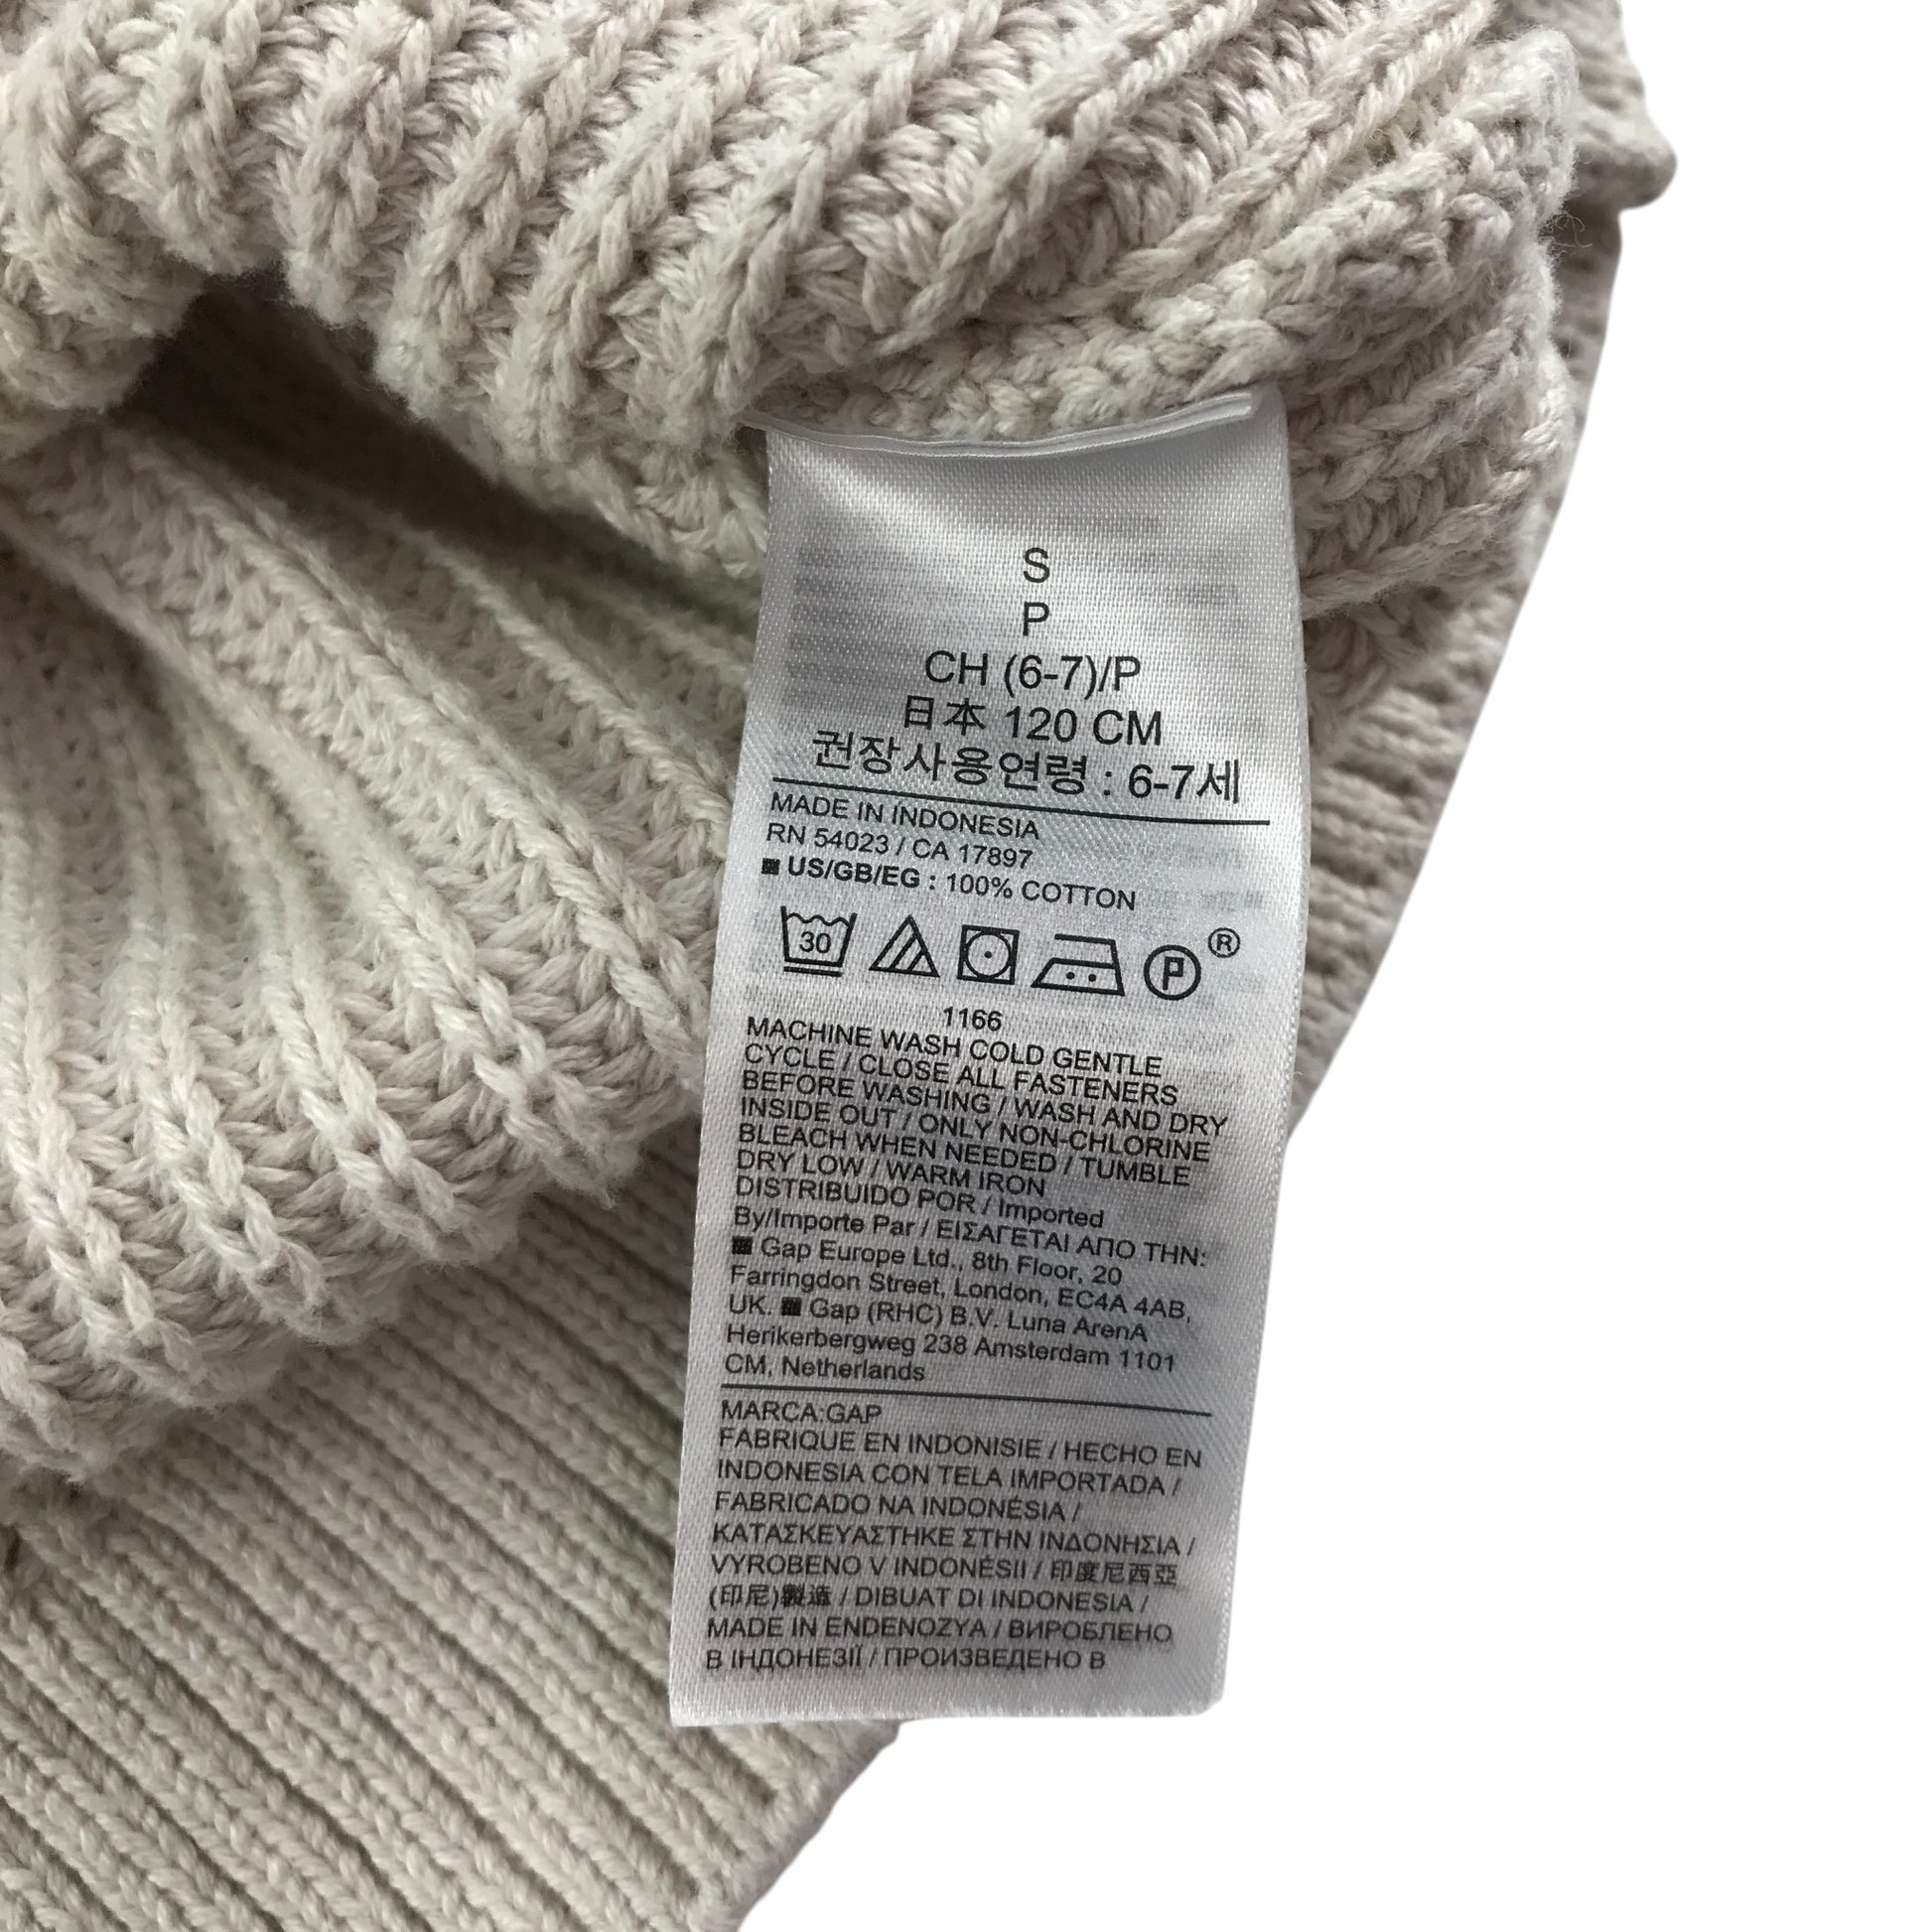 S
P
CH (6-7)/P
日本 120 CM
권장사용연령 : 6-7세
MADE IN INDONESIA
RN 54023 / CA 17897
US/GB/EG : 100% COTTON
30 P ®
1166
MACHINE WASH COLD GENTLE
CYCLE / CLOSE ALL FASTENERS
BEFORE WASHING / WASH AND DRY
INSIDE OUT / ONLY NON-CHLORINE
BLEACH WHEN NEEDED / TUMBLE
DRY LOW / WARM IRON
DISTRIBUIDO POR / Imported
By/Importe Par / ΕΙΣΑΓΕΤΑΙ ΑΠΟ ΤΗΝ:
Gap Europe Ltd., 8th Floor, 20
Farringdon Street, London, EC4A 4AB,
UK. Gap (RHC) B.V. Luna ArenA
Herikerbergweg 238 Amsterdam 1101
CM, Netherlands
MARCA:GAP
FABRIQUE EN INDONISIE / HECHO EN
INDONESIA CON TELA IMPORTADA /
FABRICADO NA INDONÉSIA /
ΚΑΤΑΣΚΕΥΑΣΤΗΚΕ ΣΤΗΝ ΙΝΔΟΝΗΣΙΑ /
VYROBENO V INDONÉSII / 印度尼西亞
(印尼)製造 / DIBUAT DI INDONESIA /
MADE IN ENDENOZYA / ВИРОБЛЕНО
В ІНДОНЕЗІЇ / ПРОИЗВЕДЕНО В